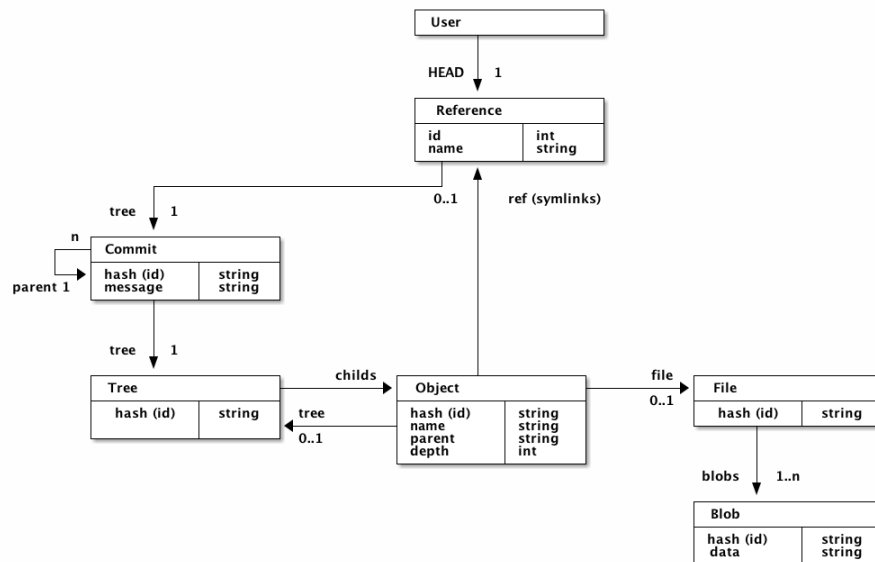 User
HEAD 1
Reference
id int
name string
0..1 ref (symlinks)
tree 1
n
Commit
hash (id) string
message string
parent 1
tree 1
childs
file
Tree
Object
File
hash (id) string
hash (id) string
hash (id) string
tree
name string
0..1
0..1
parent string
depth int
blobs 1..n
Blob
hash (id) string
data string